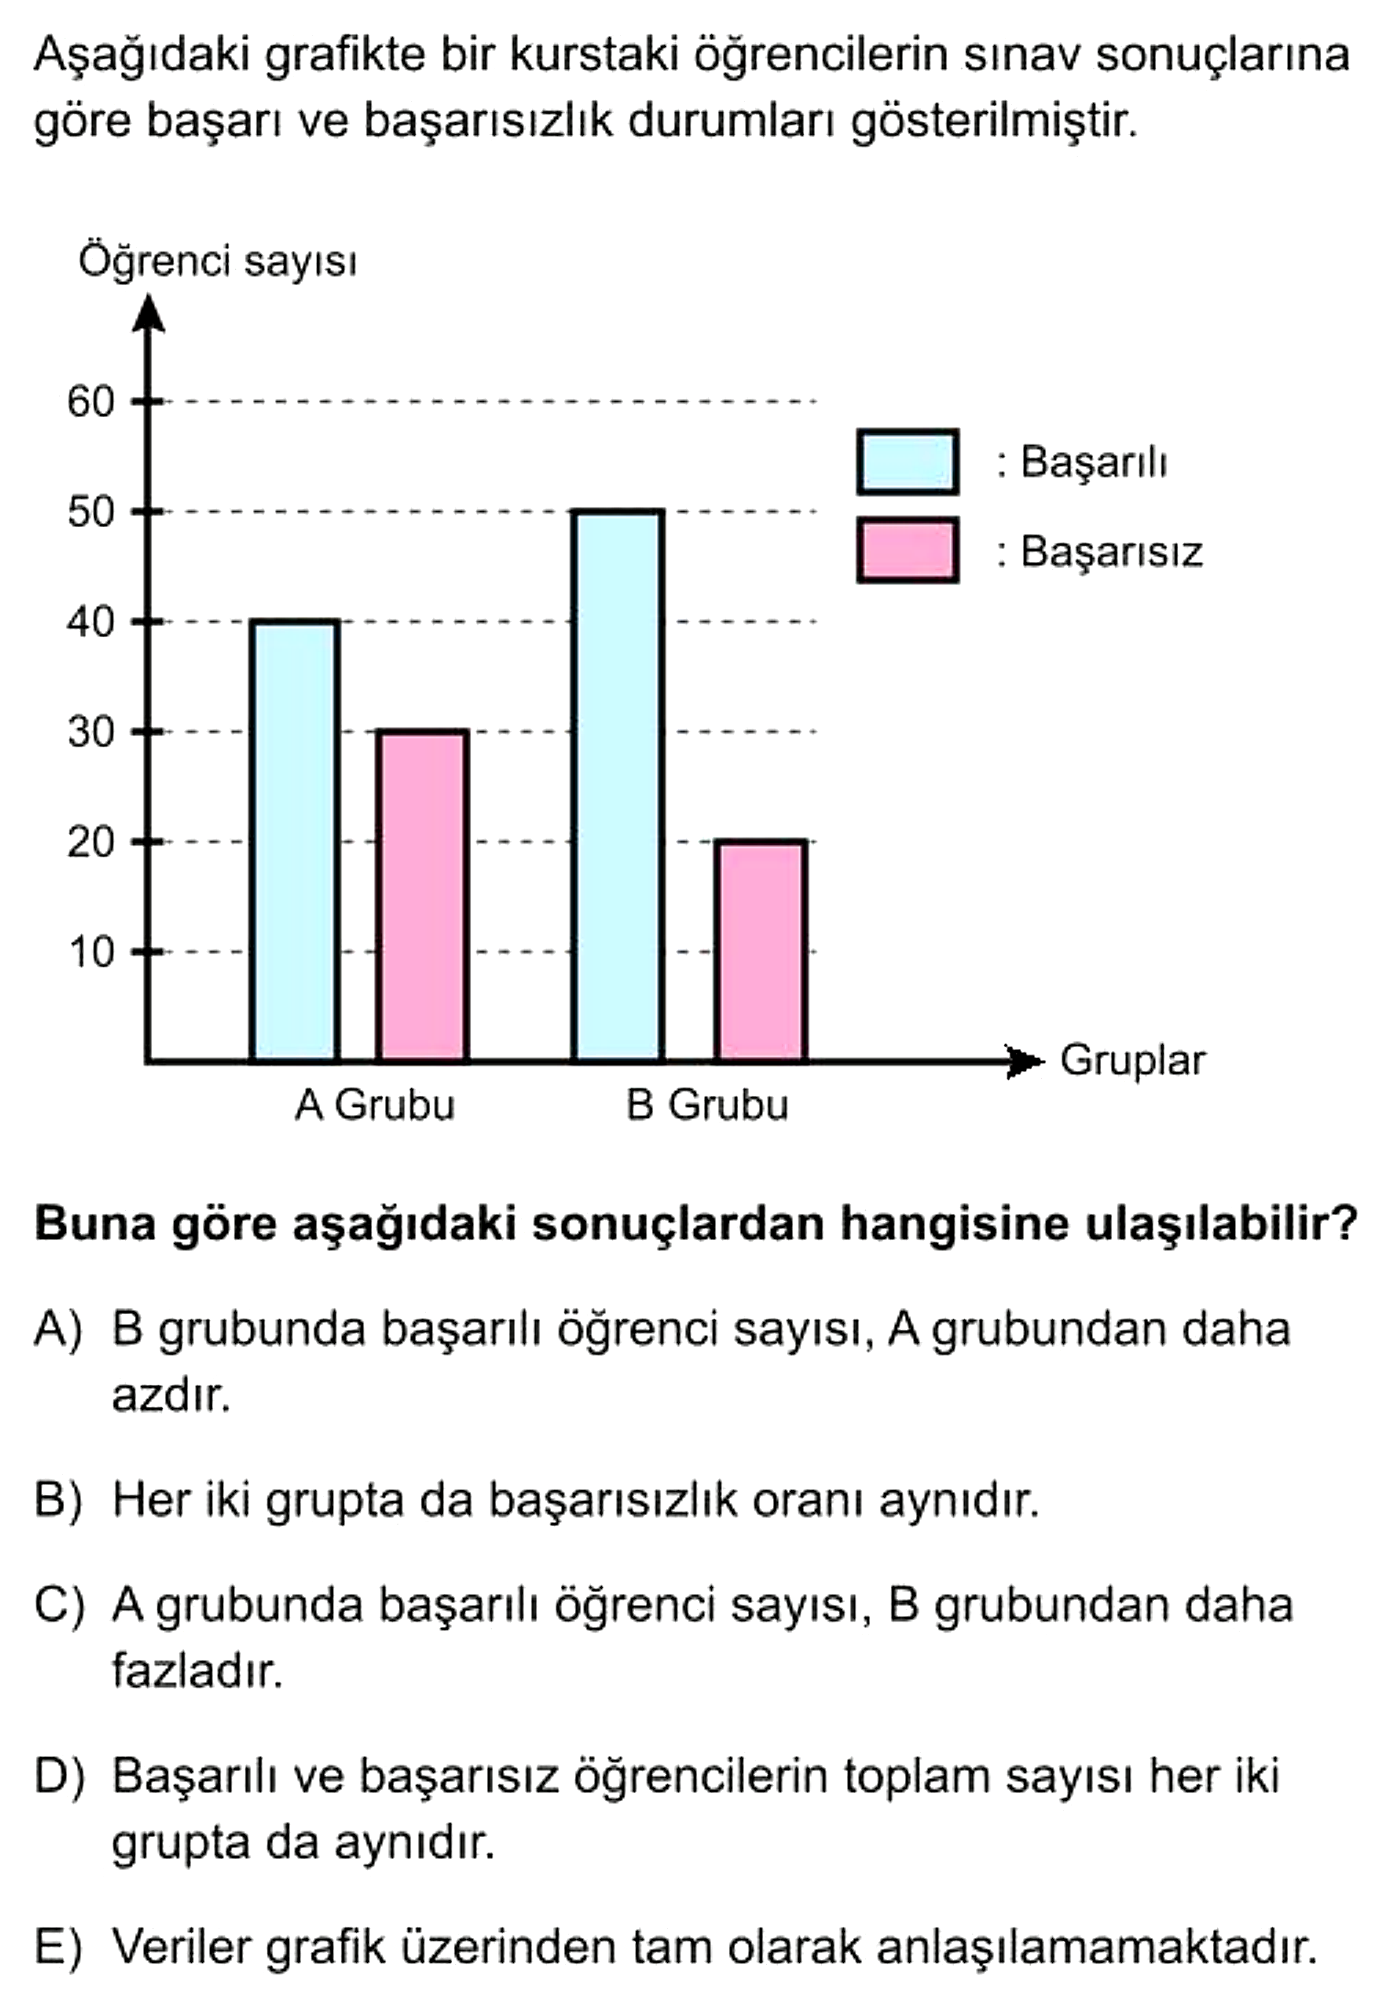 Aşağıdaki grafikte bir kurstaki öğrencilerin sınav sonuçlarına
göre başarı ve başarısızlık durumları gösterilmiştir.
Öğrenci sayısı
60
50
40
30
20
10
: Başarılı
: Başarısız
Gruplar
A Grubu
B Grubu
Buna göre aşağıdaki sonuçlardan hangisine ulaşılabilir?
A) B grubunda başarılı öğrenci sayısı, A grubundan daha
azdır.
B) Her iki grupta da başarısızlık oranı aynıdır.
C) A grubunda başarılı öğrenci sayısı, B grubundan daha
fazladır.
D) Başarılı ve başarısız öğrencilerin toplam sayısı her iki
grupta da aynıdır.
E) Veriler grafik üzerinden tam olarak anlaşılamamaktadır.